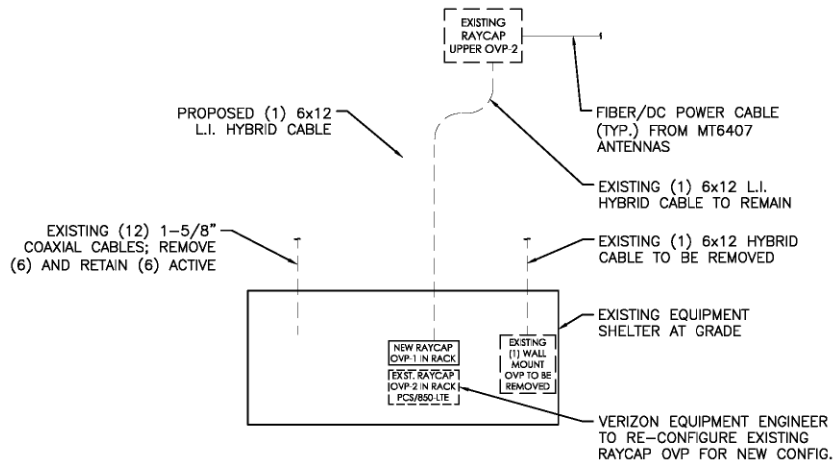 EXISTING
RAYCAP
UPPER OVP-2
PROPOSED (1) 6x12
L.I. HYBRID CABLE
FIBER/DC POWER CABLE
(TYP.) FROM MT6407
ANTENNAS
EXISTING (1) 6x12 L.I.
HYBRID CABLE TO REMAIN
EXISTING (12) 1-5/8"
COAXIAL CABLES; REMOVE
(6) AND RETAIN (6) ACTIVE
EXISTING (1) 6x12 HYBRID
CABLE TO BE REMOVED
EXISTING EQUIPMENT
SHELTER AT GRADE
NEW RAYCAP
OVP-1 IN RACK
EXIST. RAYCAP
OVP-2 IN RACK
PCS/850-LTE
EXISTING
(1) WALL
MOUNT
OVP TO BE
REMOVED
VERIZON EQUIPMENT ENGINEER
TO RE-CONFIGURE EXISTING
RAYCAP OVP FOR NEW CONFIG.